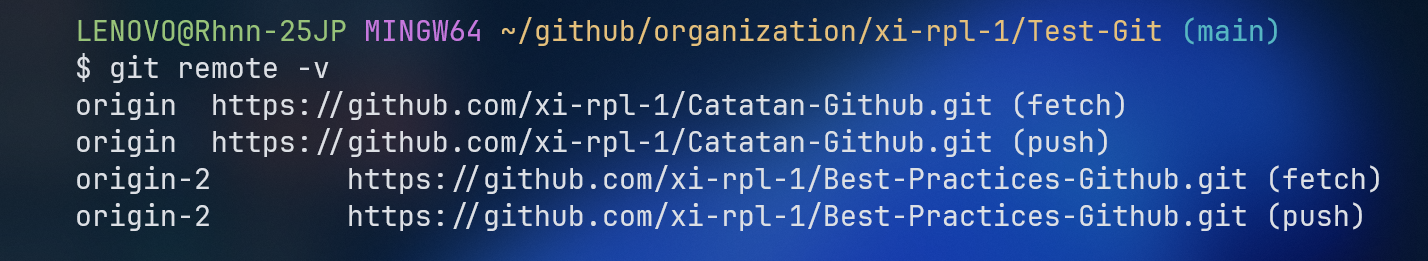 LENOVO@Rhnn-25JP MINGW64 ~/github/organization/xi-rpl-1/Test-Git (main)
$ git remote -v
origin  https://github.com/xi-rpl-1/Catatan-Github.git (fetch)
origin  https://github.com/xi-rpl-1/Catatan-Github.git (push)
origin-2        https://github.com/xi-rpl-1/Best-Practices-Github.git (fetch)
origin-2        https://github.com/xi-rpl-1/Best-Practices-Github.git (push)